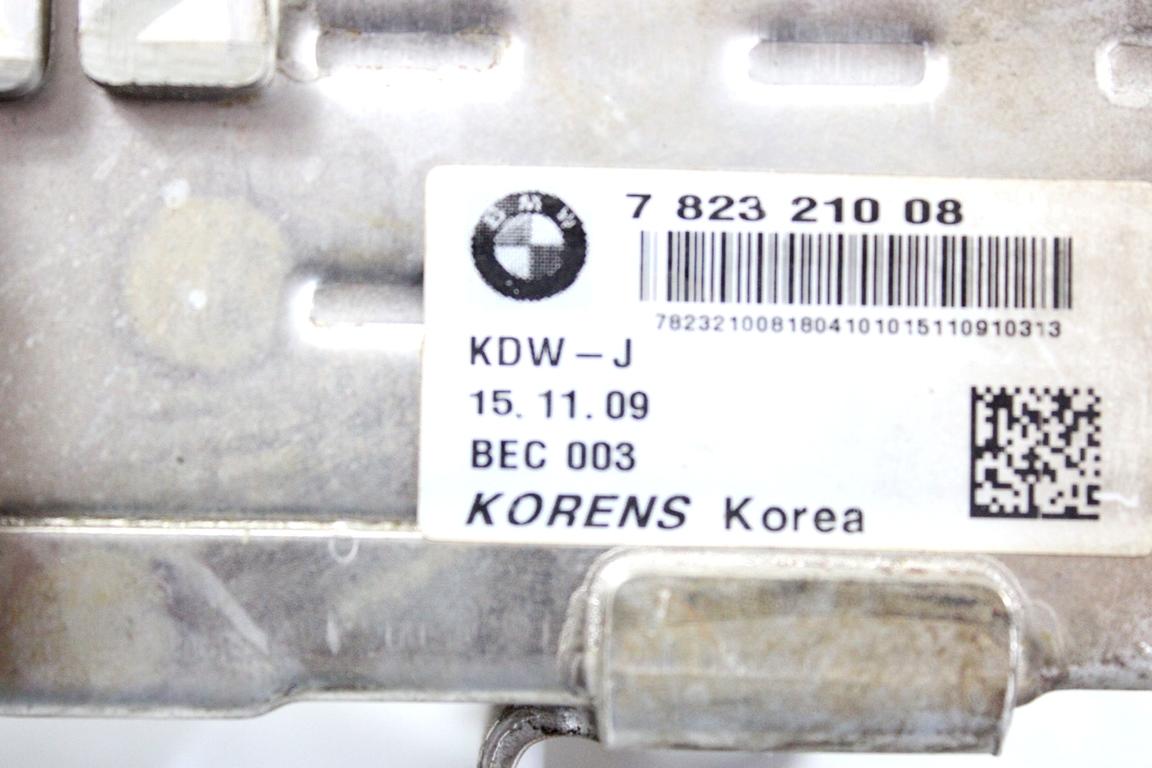 BMW
7 823 210 08
7823210081804101015110910313
KDW-J
15. 11. 09
BEC 003
KORENS Korea